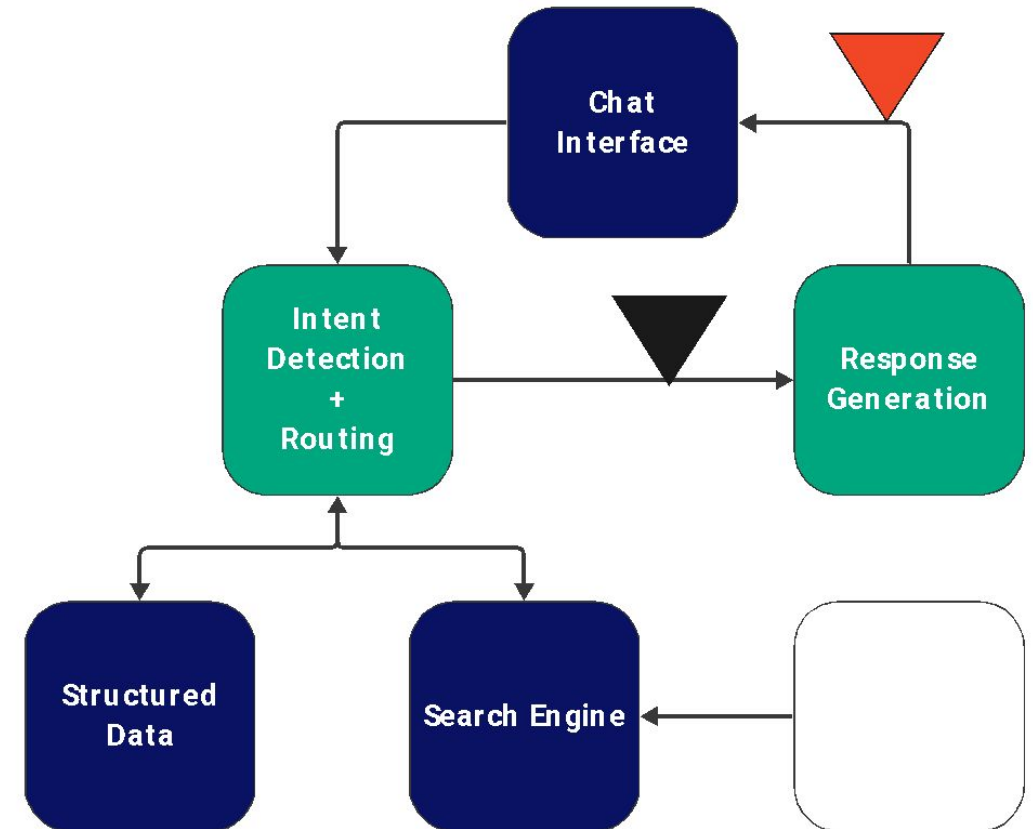 Chat
Interface
Intent
Detection
+
Routing
Response
Generation
Structured
Data
Search Engine